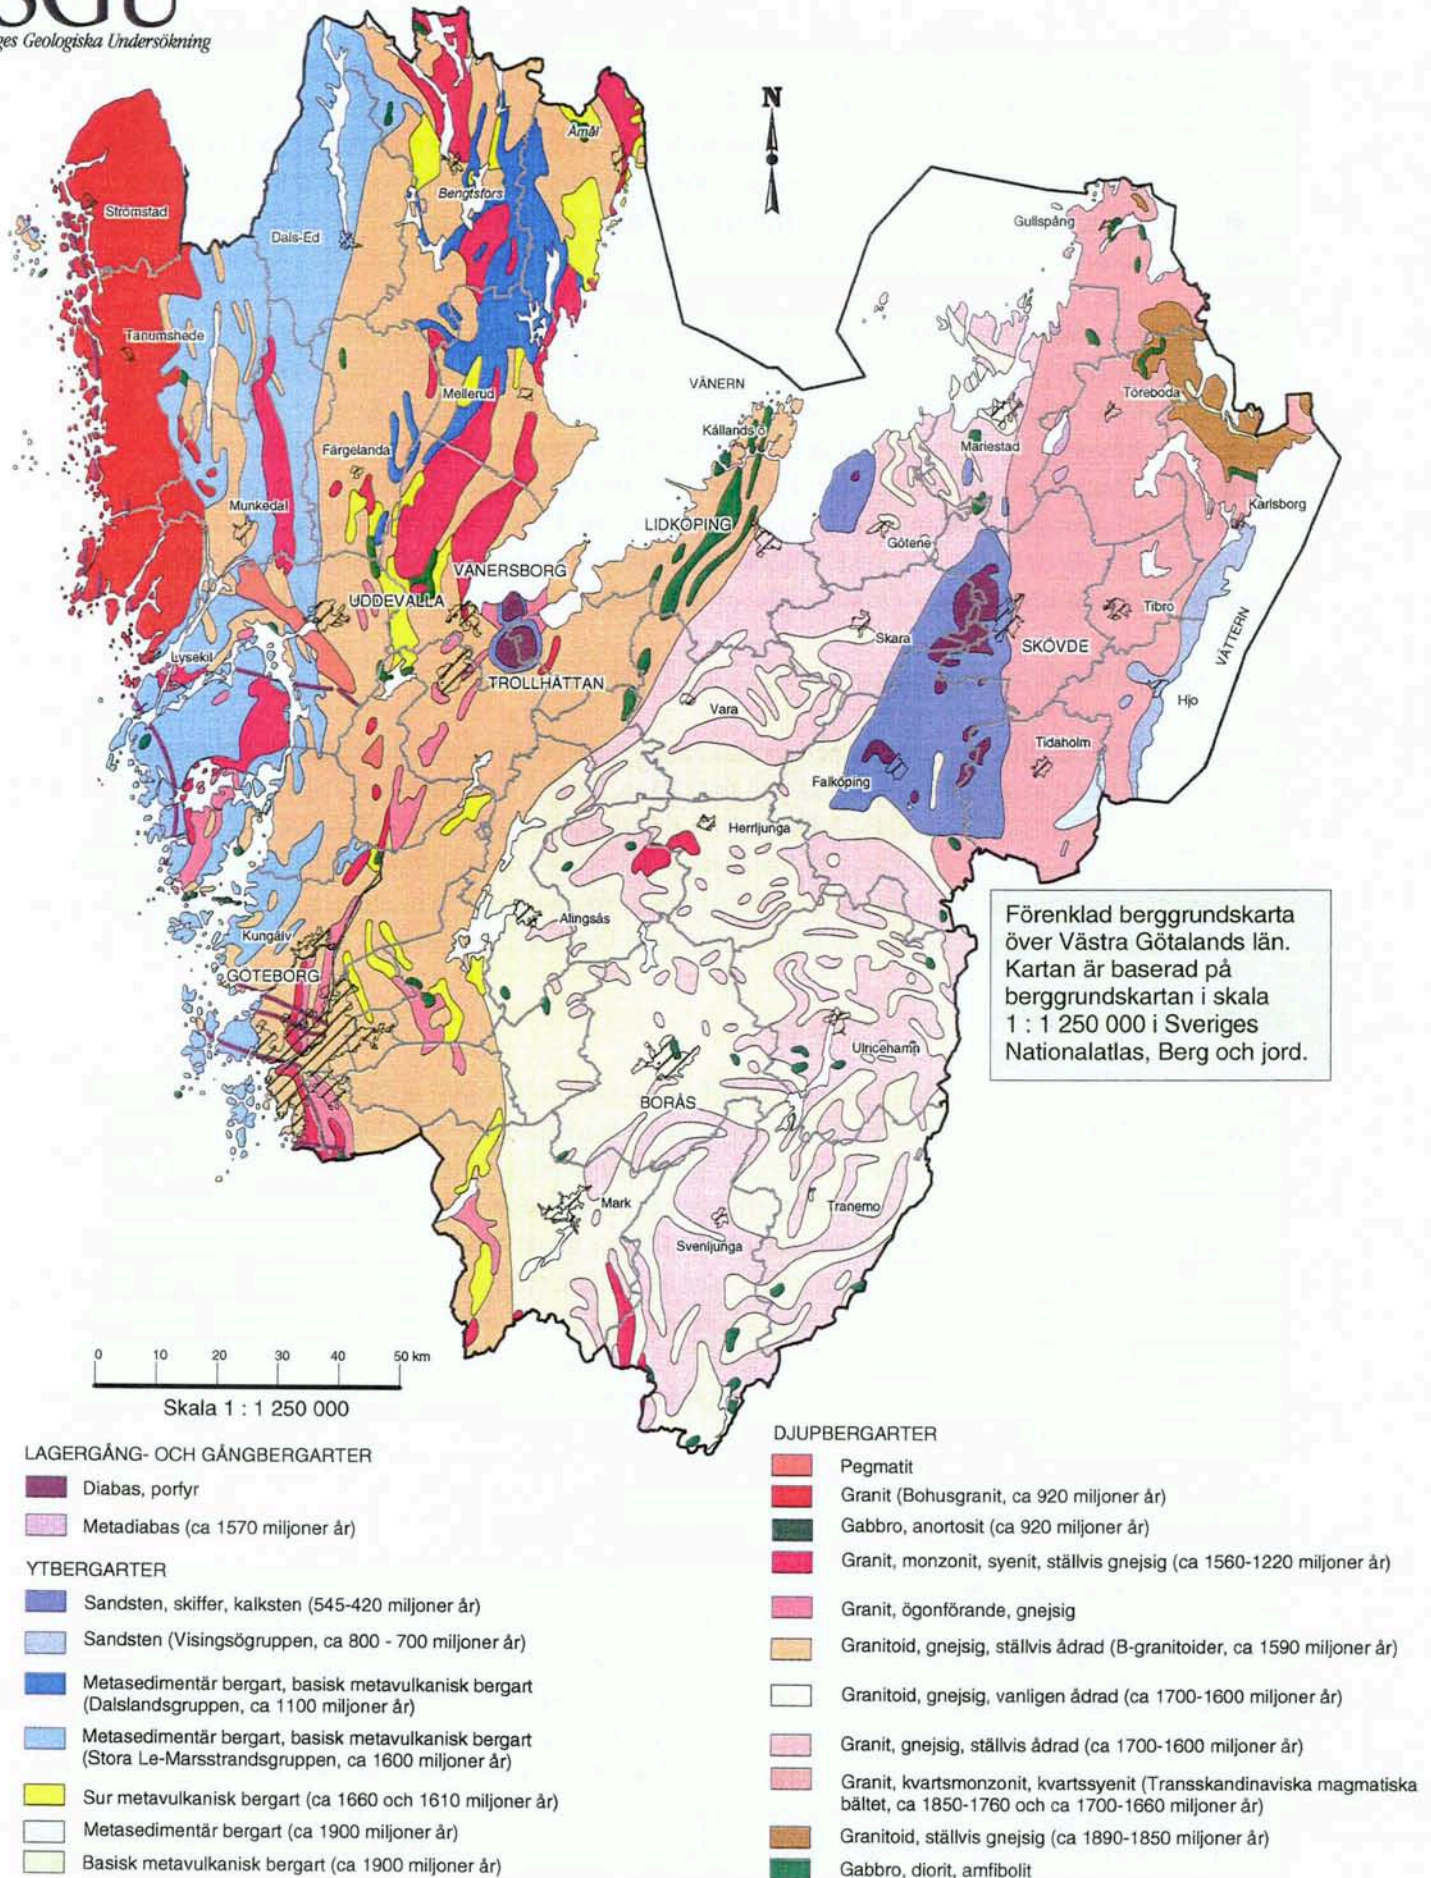 SGU
ges Geologiska Undersökning
N
Åmål
Bengtsfors
Strömstad
Dals-Ed
Gullspång
Tanumshede
VÄNERN
Töreboda
Mellerud
Kållands ö
Mariestad
Färgelanda
Munkedal
Karlsborg
LIDKÖPING
Götene
VÄNERSBORG
UDDEVALLA
Tibro
Skara
SKÖVDE
VÄTTERN
Lysekil
TROLLHÄTTAN
Hjo
Vara
Tidaholm
Falköping
Herrljunga
Alingsås
Kungälv
GÖTEBORG
Förenklad berggrundskarta
över Västra Götalands län.
Kartan är baserad på
berggrundskartan i skala
1 : 1 250 000 i Sveriges
Nationalatlas, Berg och jord.
Ulricehamn
BORÅS
Mark
Tranemo
Svenljunga
0 10 20 30 40 50 km
Skala 1 : 1 250 000
LAGERGÅNG- OCH GÅNGBERGARTER
Diabas, porfyr
Metadiabas (ca 1570 miljoner år)
YTBERGARTER
Sandsten, skiffer, kalksten (545-420 miljoner år)
Sandsten (Visingsögruppen, ca 800 - 700 miljoner år)
Metasedimentär bergart, basisk metavulkanisk bergart
(Dalslandsgruppen, ca 1100 miljoner år)
Metasedimentär bergart, basisk metavulkanisk bergart
(Stora Le-Marsstrandsgruppen, ca 1600 miljoner år)
Sur metavulkanisk bergart (ca 1660 och 1610 miljoner år)
Metasedimentär bergart (ca 1900 miljoner år)
Basisk metavulkanisk bergart (ca 1900 miljoner år)
DJUPBERGARTER
Pegmatit
Granit (Bohusgranit, ca 920 miljoner år)
Gabbro, anortosit (ca 920 miljoner år)
Granit, monzonit, syenit, ställvis gnejsig (ca 1560-1220 miljoner år)
Granit, ögonförande, gnejsig
Granitoid, gnejsig, ställvis ådrad (B-granitoider, ca 1590 miljoner år)
Granitoid, gnejsig, vanligen ådrad (ca 1700-1600 miljoner år)
Granit, gnejsig, ställvis ådrad (ca 1700-1600 miljoner år)
Granit, kvartsmonzonit, kvartssyenit (Transskandinaviska magmatiska
bältet, ca 1850-1760 och ca 1700-1660 miljoner år)
Granitoid, ställvis gnejsig (ca 1890-1850 miljoner år)
Gabbro, diorit, amfibolit